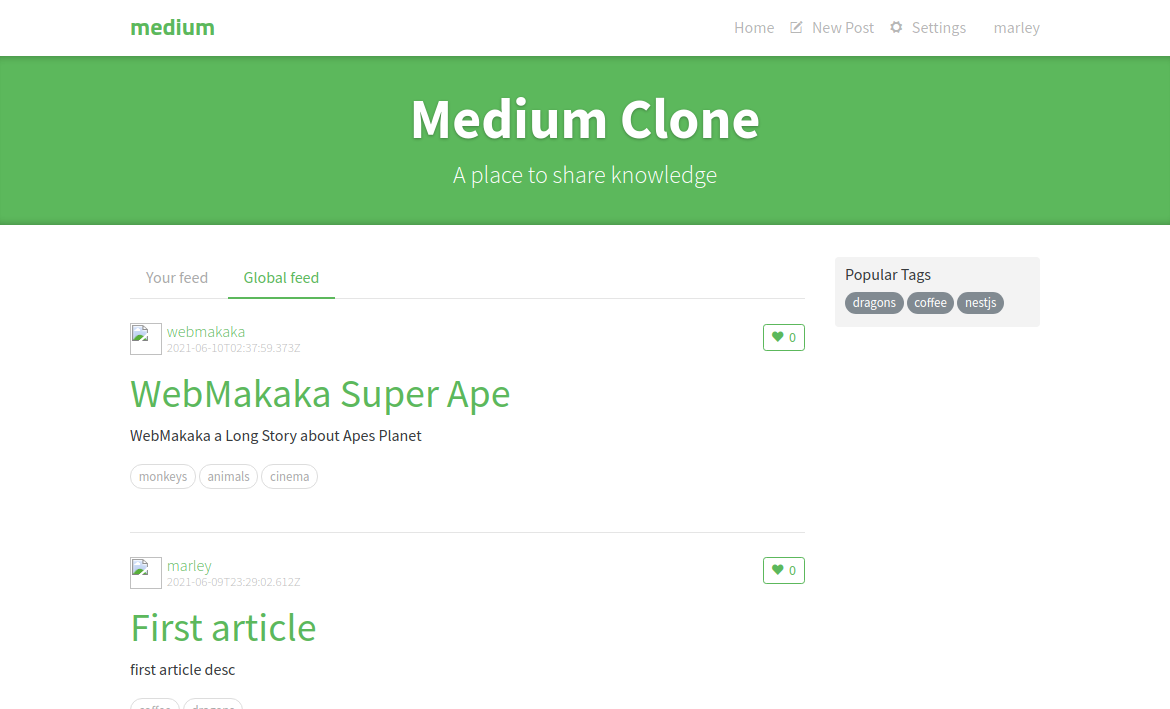 medium
Home New Post Settings marley
Medium Clone
A place to share knowledge
Your feed Global feed
Popular Tags
dragons coffee nestjs
webmakaka
2021-06-10T02:37:59.373Z
0
WebMakaka Super Ape
WebMakaka a Long Story about Apes Planet
monkeys animals cinema
marley
2021-06-09T23:29:02.612Z
0
First article
first article desc
coffee dragons